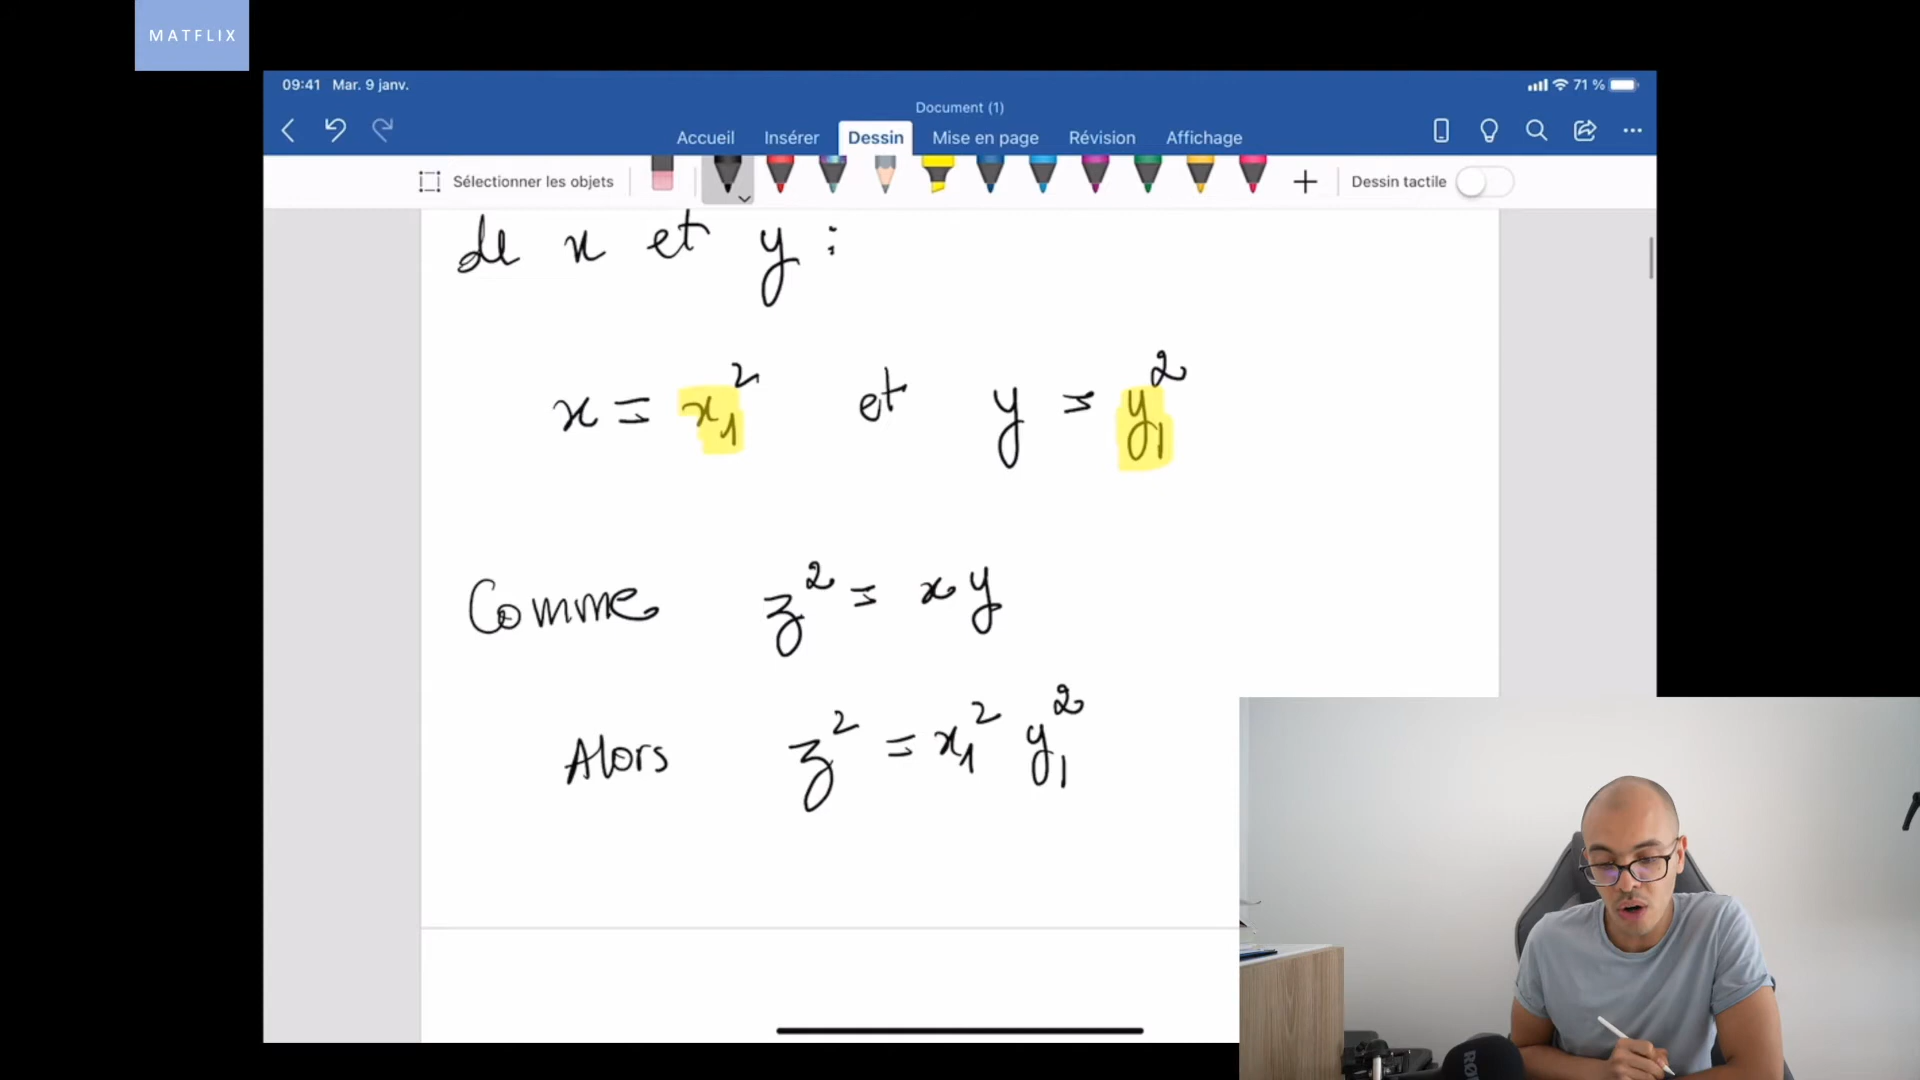 MATFLIX
09:41 Mar. 9 janv. 71 %
Document (1)
Accueil Insérer Dessin Mise en page Révision Affichage
Sélectionner les objets Dessin tactile
de x et y :
x = x₁² et y = y₁²
Comme z² = xy
Alors z² = x₁² y₁²
RØ